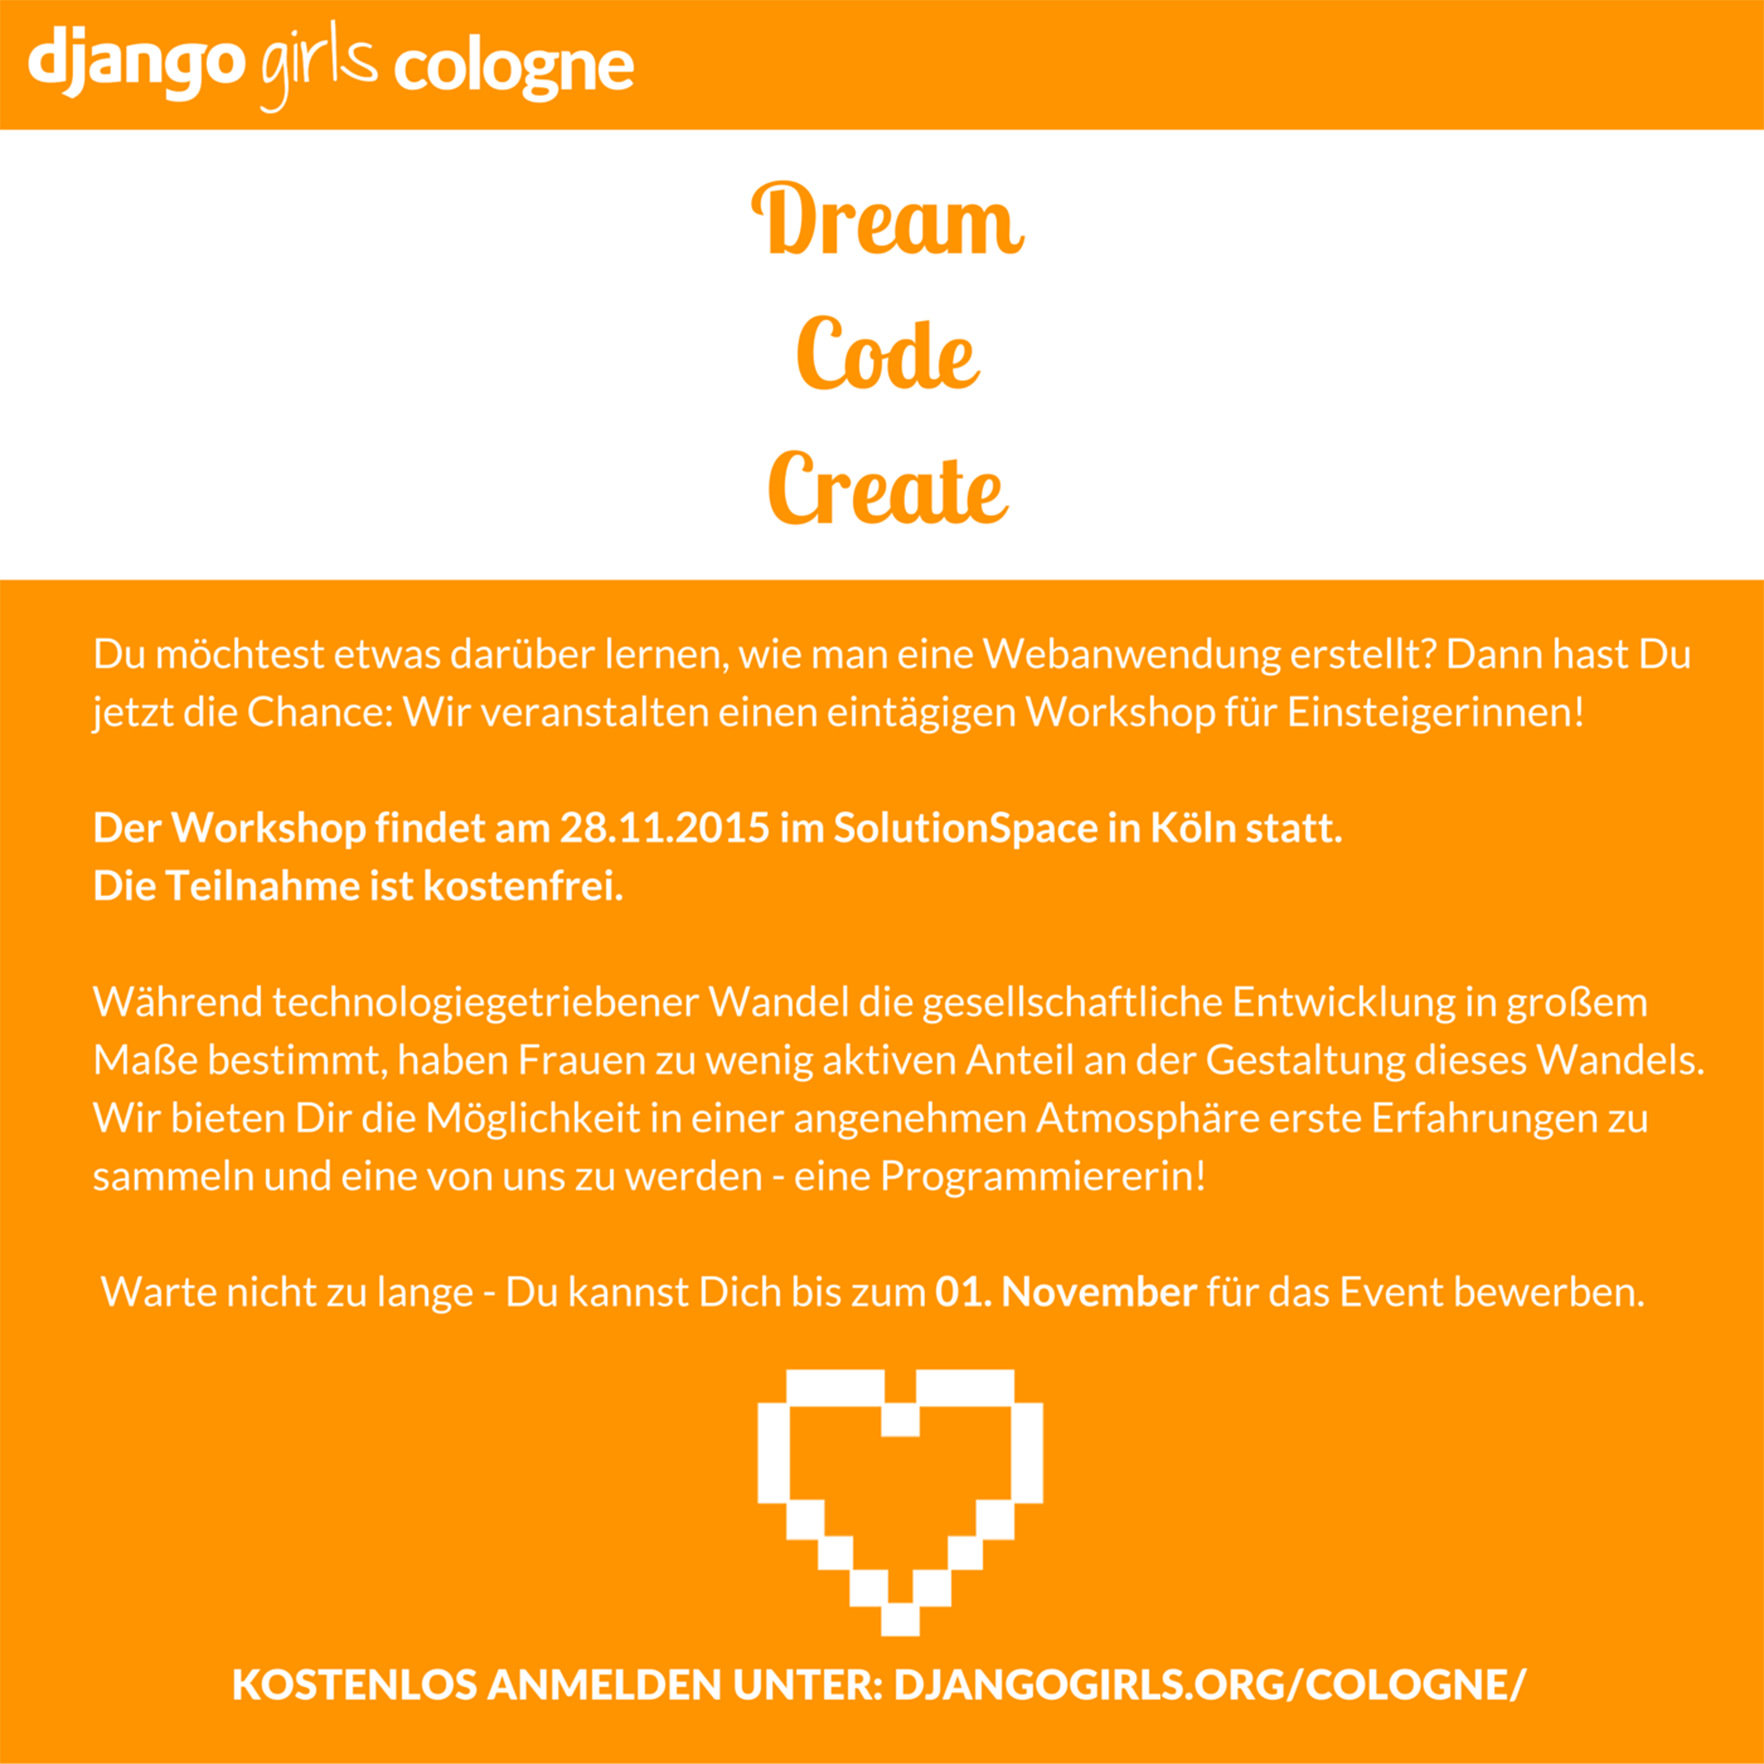 django girls cologne
Dream
Code
Create
Du möchtest etwas darüber lernen, wie man eine Webanwendung erstellt? Dann hast Du
jetzt die Chance: Wir veranstalten einen eintägigen Workshop für Einsteigerinnen!
Der Workshop findet am 28.11.2015 im SolutionSpace in Köln statt.
Die Teilnahme ist kostenfrei.
Während technologiegetriebener Wandel die gesellschaftliche Entwicklung in großem
Maße bestimmt, haben Frauen zu wenig aktiven Anteil an der Gestaltung dieses Wandels.
Wir bieten Dir die Möglichkeit in einer angenehmen Atmosphäre erste Erfahrungen zu
sammeln und eine von uns zu werden - eine Programmiererin!
Warte nicht zu lange - Du kannst Dich bis zum 01. November für das Event bewerben.
KOSTENLOS ANMELDEN UNTER: DJANGOGIRLS.ORG/COLOGNE/